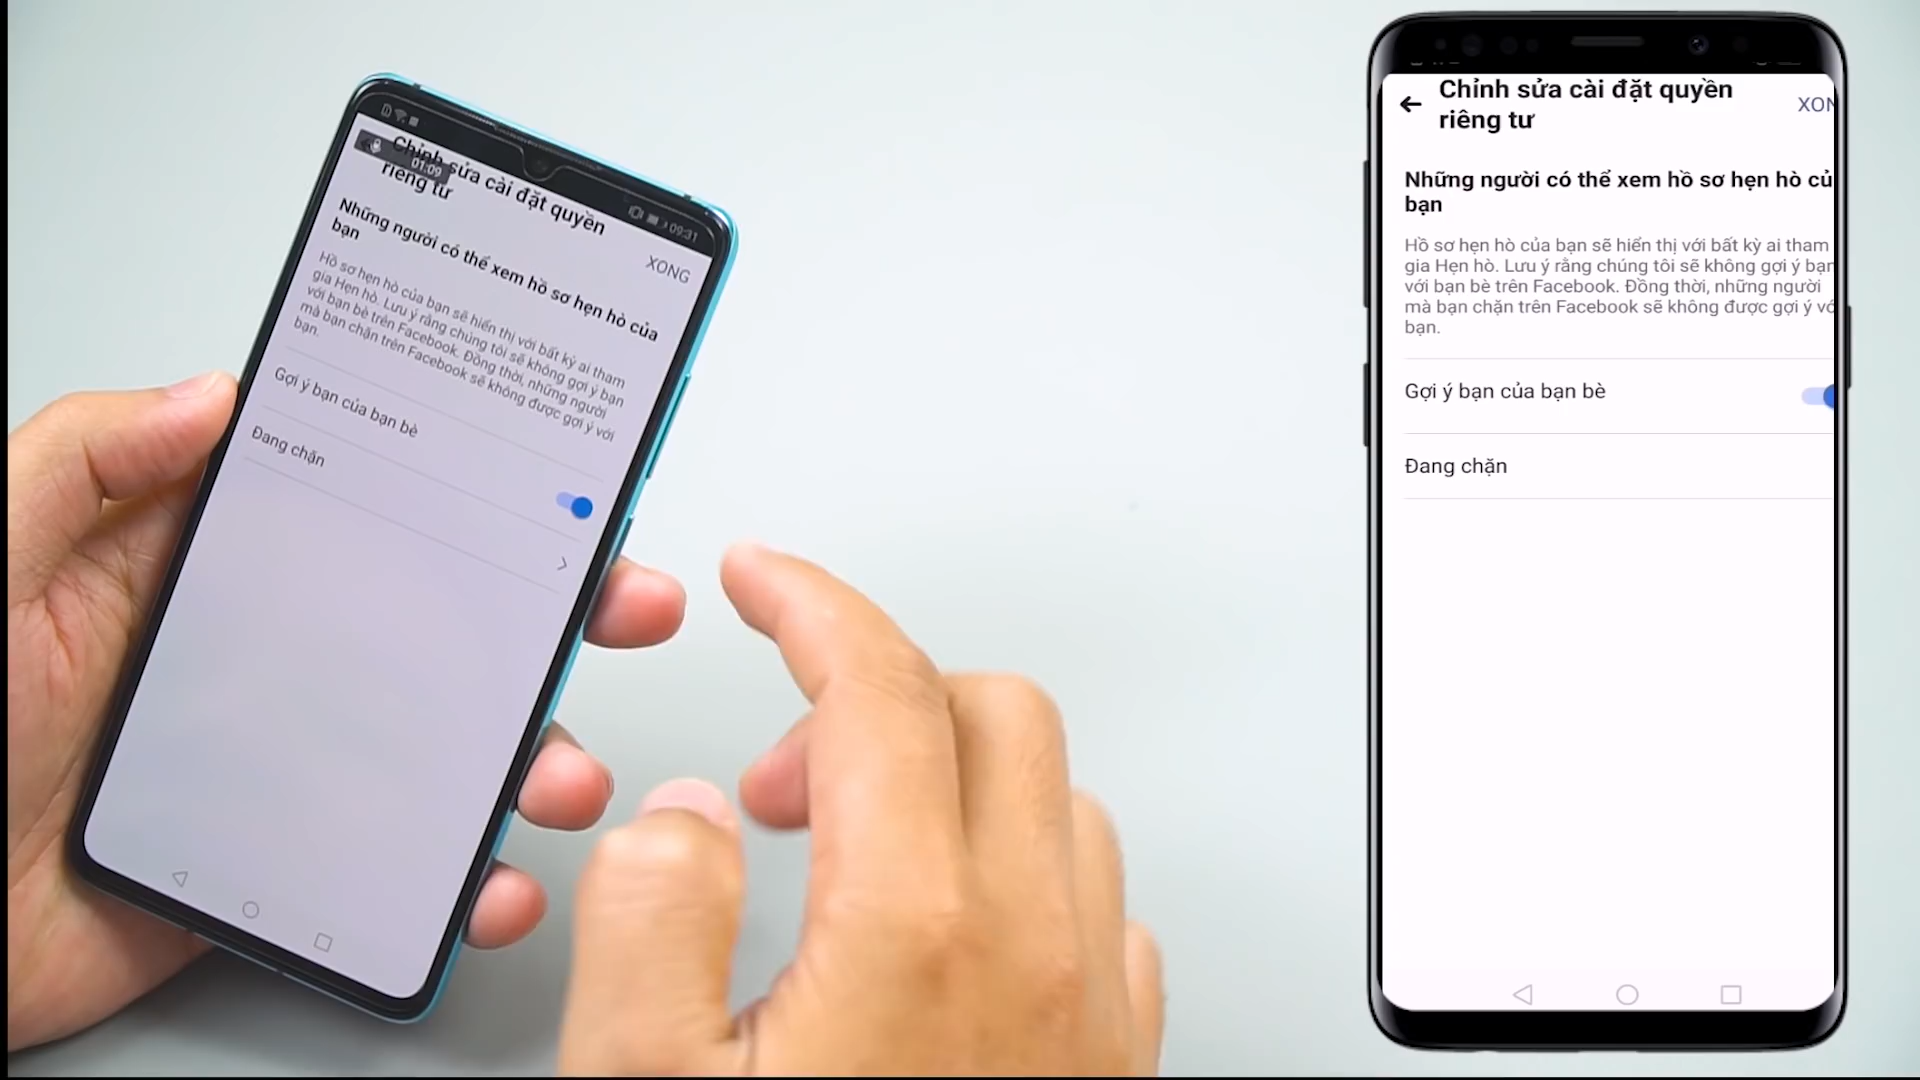 01:09
09:31
Chỉnh sửa cài đặt quyền
riêng tư
XONG
Những người có thể xem hồ sơ hẹn hò của
bạn
Hồ sơ hẹn hò của bạn sẽ hiển thị với bất kỳ ai tham
gia Hẹn hò. Lưu ý rằng chúng tôi sẽ không gợi ý bạn
với bạn bè trên Facebook. Đồng thời, những người
mà bạn chặn trên Facebook sẽ không được gợi ý với
bạn.
Gợi ý bạn của bạn bè
Đang chặn
Chỉnh sửa cài đặt quyền
riêng tư
XON
Những người có thể xem hồ sơ hẹn hò củ
bạn
Hồ sơ hẹn hò của bạn sẽ hiển thị với bất kỳ ai tham
gia Hẹn hò. Lưu ý rằng chúng tôi sẽ không gợi ý bạn
với bạn bè trên Facebook. Đồng thời, những người
mà bạn chặn trên Facebook sẽ không được gợi ý vớ
bạn.
Gợi ý bạn của bạn bè
Đang chặn